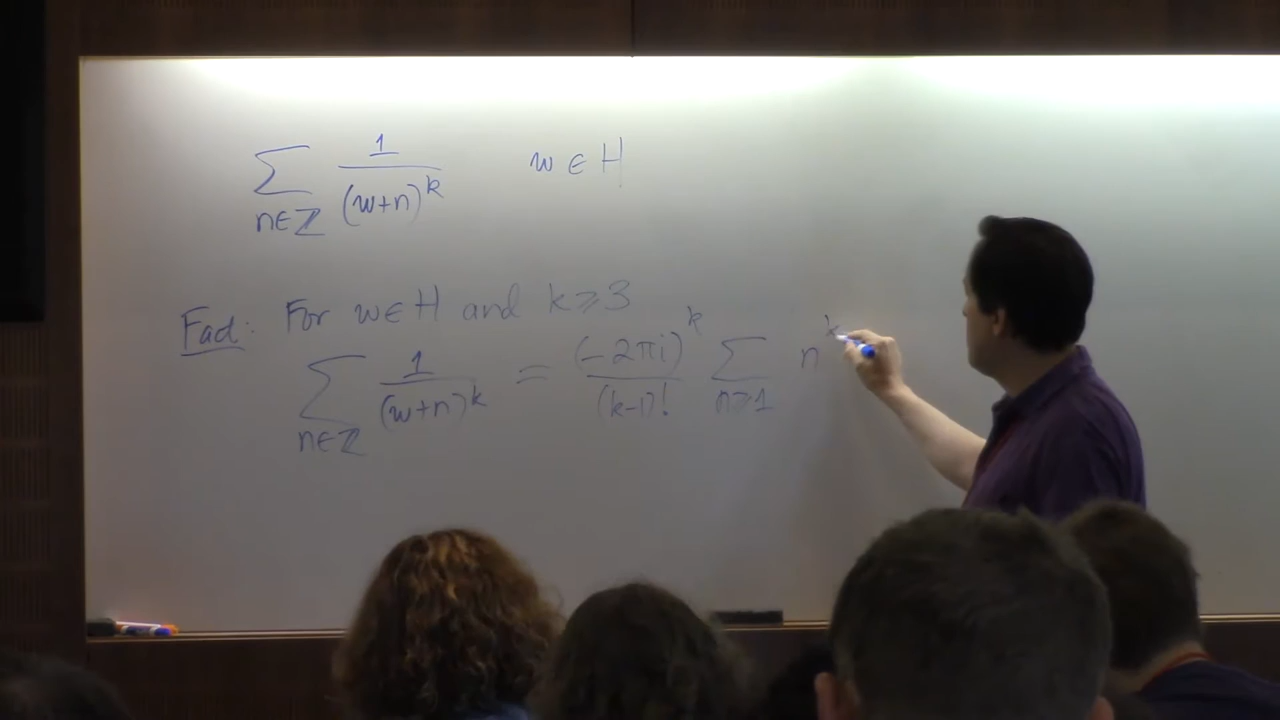 ∑_{n∈ℤ} 1/(w+n)^k    w ∈ H
Fact: For w∈H and k⩾3
∑_{n∈ℤ} 1/(w+n)^k = (-2πi)^k/(k-1)! ∑_{n⩾1} n^k